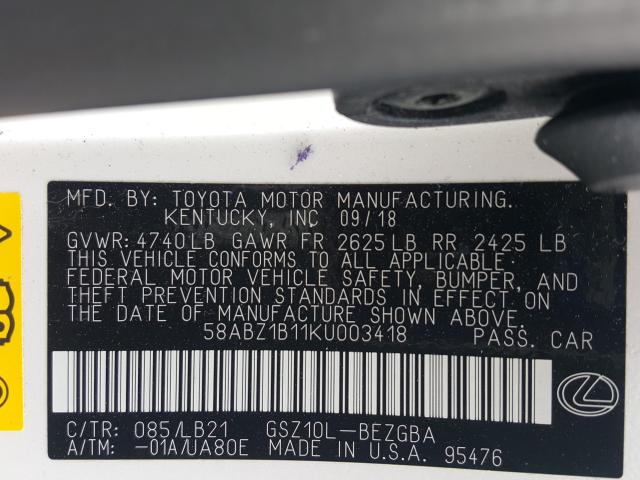 MFD. BY: TOYOTA MOTOR MANUFACTURING.
KENTUCKY, INC 09/18
GVWR: 4740LB GAWR FR 2625LB RR 2425 LB
THIS VEHICLE CONFORMS TO ALL APPLICABLE
FEDERAL MOTOR VEHICLE SAFETY, BUMPER, AND
THEFT PREVENTION STANDARDS IN EFFECT ON
THE DATE OF MANUFACTURE SHOWN ABOVE.
58ABZ1B11KU003418 PASS. CAR
C/TR: 085/LB21 GSZ10L-BEZGBA
A/TM: -01A/UA80E MADE IN U.S.A. 95476